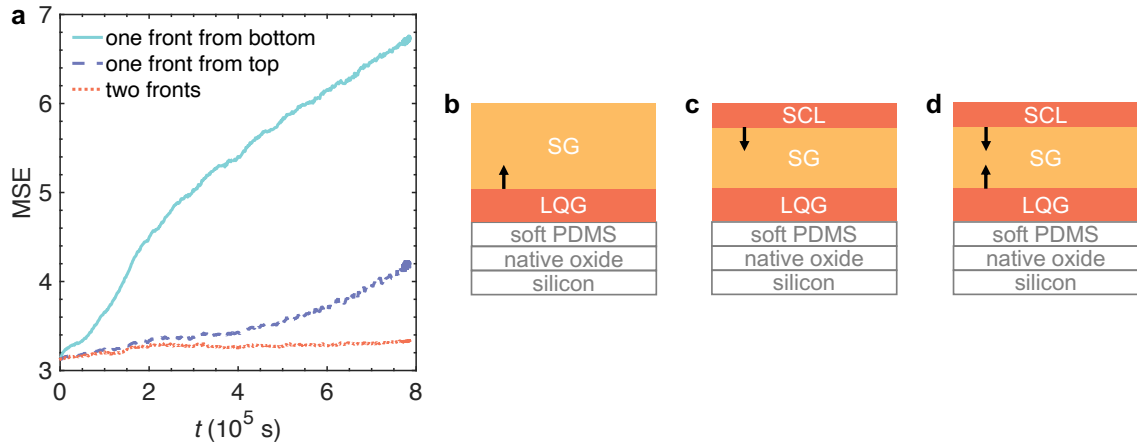 a
7
6
5
4
3
MSE
one front from bottom
one front from top
two fronts
0
2
4
6
8
t (10⁵ s)
b
SG
LQG
soft PDMS
native oxide
silicon
c
SCL
SG
LQG
soft PDMS
native oxide
silicon
d
SCL
SG
LQG
soft PDMS
native oxide
silicon